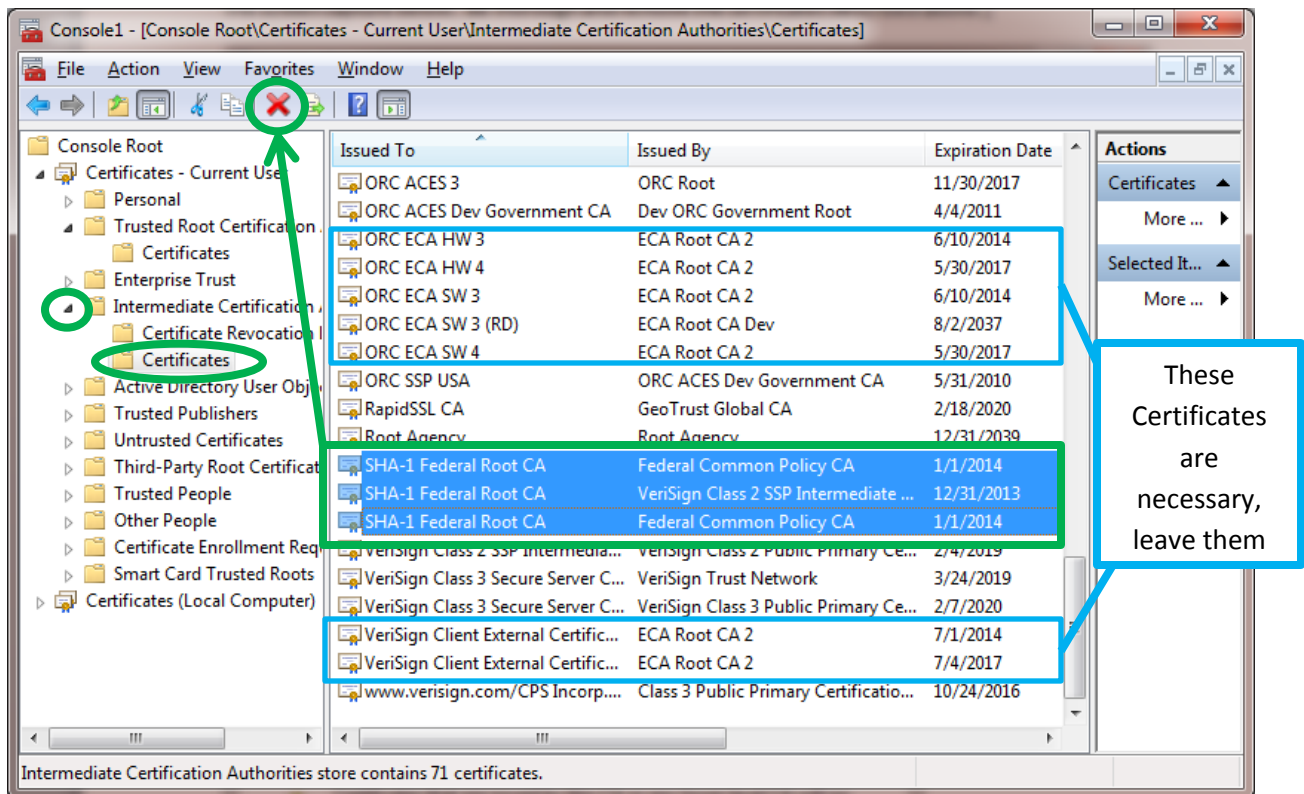 Console1 - [Console Root\Certificates - Current User\Intermediate Certification Authorities\Certificates]
File Action View Favorites Window Help
Console Root
Certificates - Current User
Personal
Trusted Root Certification
Certificates
Enterprise Trust
Intermediate Certification
Certificate Revocation
Certificates
Active Directory User Obje
Trusted Publishers
Untrusted Certificates
Third-Party Root Certificat
Trusted People
Other People
Certificate Enrollment Req
Smart Card Trusted Roots
Certificates (Local Computer)
Issued To Issued By Expiration Date
ORC ACES 3 ORC Root 11/30/2017
ORC ACES Dev Government CA Dev ORC Government Root 4/4/2011
ORC ECA HW 3 ECA Root CA 2 6/10/2014
ORC ECA HW 4 ECA Root CA 2 5/30/2017
ORC ECA SW 3 ECA Root CA 2 6/10/2014
ORC ECA SW 3 (RD) ECA Root CA Dev 8/2/2037
ORC ECA SW 4 ECA Root CA 2 5/30/2017
ORC SSP USA ORC ACES Dev Government CA 5/31/2010
RapidSSL CA GeoTrust Global CA 2/18/2020
Root Agency Root Agency 12/31/2039
SHA-1 Federal Root CA Federal Common Policy CA 1/1/2014
SHA-1 Federal Root CA VeriSign Class 2 SSP Intermediate ... 12/31/2013
SHA-1 Federal Root CA Federal Common Policy CA 1/1/2014
VeriSign Class 2 SSP Intermedia... VeriSign Class 2 Public Primary Ce... 2/4/2019
VeriSign Class 3 Secure Server C... VeriSign Trust Network 3/24/2019
VeriSign Class 3 Secure Server C... VeriSign Class 3 Public Primary Ce... 2/7/2020
VeriSign Client External Certific... ECA Root CA 2 7/1/2014
VeriSign Client External Certific... ECA Root CA 2 7/4/2017
www.verisign.com/CPS Incorp.... Class 3 Public Primary Certificatio... 10/24/2016
Actions
Certificates
More ...
Selected It...
More ...
These
Certificates
are
necessary,
leave them
Intermediate Certification Authorities store contains 71 certificates.